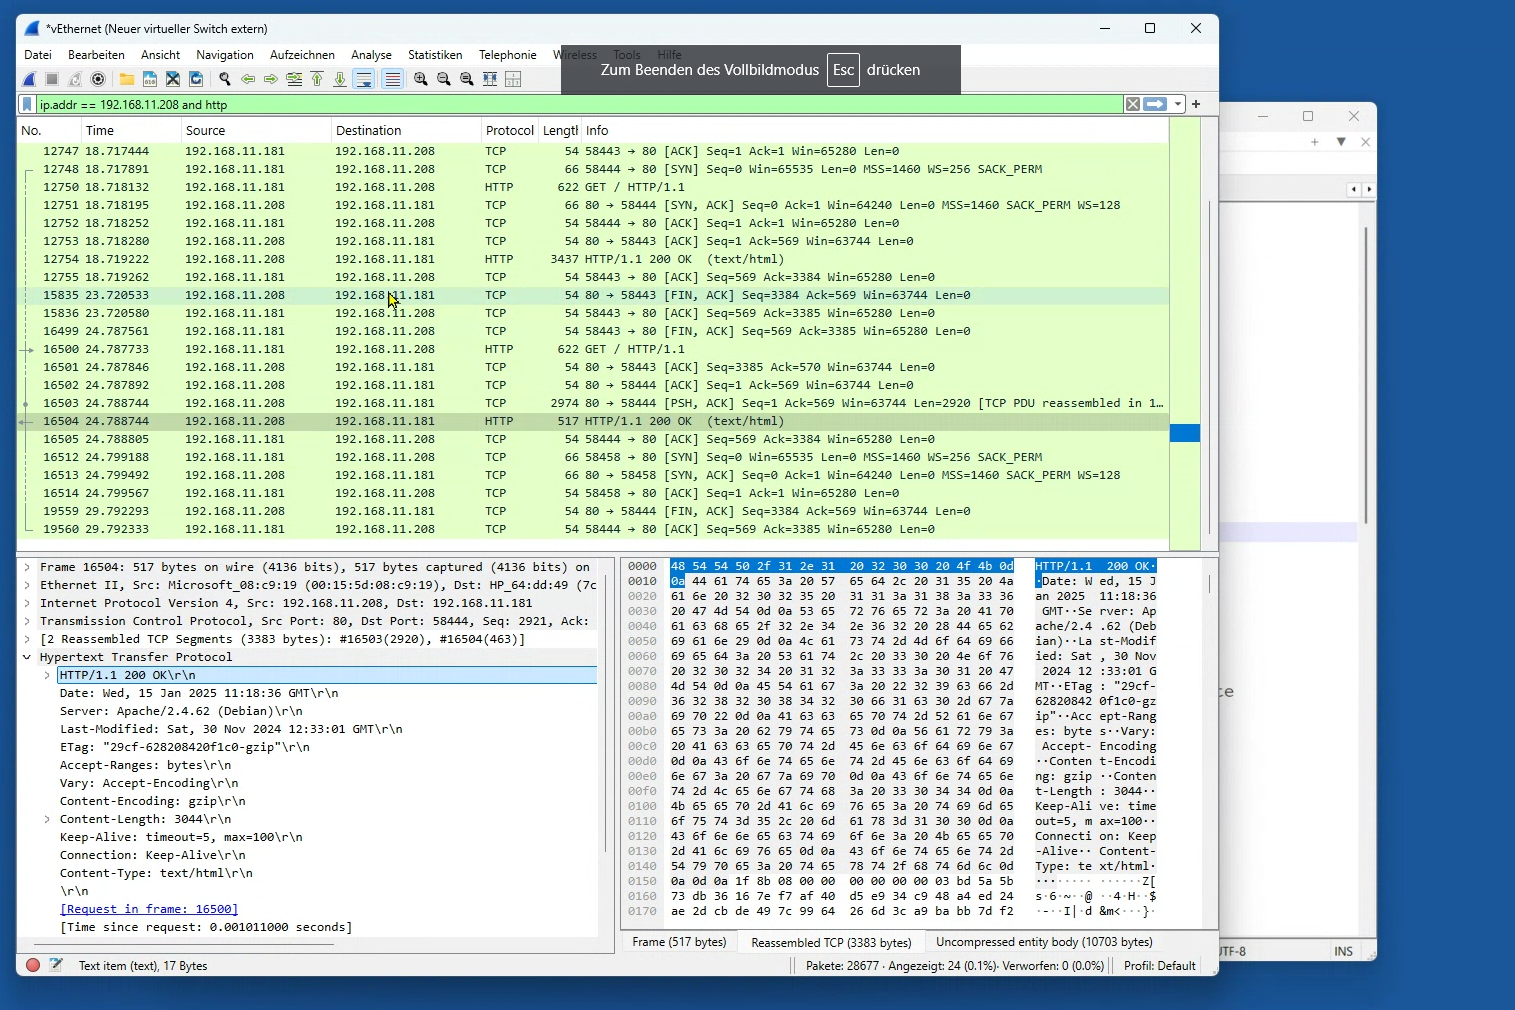 *vEthernet (Neuer virtueller Switch extern)
Datei Bearbeiten Ansicht Navigation Aufzeichnen Analyse Statistiken Telephonie Wireless Tools Hilfe
Zum Beenden des Vollbildmodus Esc drücken
ip.addr == 192.168.11.208 and http
No. Time Source Destination Protocol Length Info
12747 18.717444 192.168.11.181 192.168.11.208 TCP 54 58443 → 80 [ACK] Seq=1 Ack=1 Win=65280 Len=0
12748 18.717891 192.168.11.181 192.168.11.208 TCP 66 58444 → 80 [SYN] Seq=0 Win=65535 Len=0 MSS=1460 WS=256 SACK_PERM
12750 18.718132 192.168.11.181 192.168.11.208 HTTP 622 GET / HTTP/1.1
12751 18.718195 192.168.11.208 192.168.11.181 TCP 66 80 → 58444 [SYN, ACK] Seq=0 Ack=1 Win=64240 Len=0 MSS=1460 SACK_PERM WS=128
12752 18.718252 192.168.11.181 192.168.11.208 TCP 54 58444 → 80 [ACK] Seq=1 Ack=1 Win=65280 Len=0
12753 18.718280 192.168.11.208 192.168.11.181 TCP 54 80 → 58443 [ACK] Seq=1 Ack=569 Win=63744 Len=0
12754 18.719222 192.168.11.208 192.168.11.181 HTTP 3437 HTTP/1.1 200 OK (text/html)
12755 18.719262 192.168.11.181 192.168.11.208 TCP 54 58443 → 80 [ACK] Seq=569 Ack=3384 Win=65280 Len=0
15835 23.720533 192.168.11.208 192.168.11.181 TCP 54 80 → 58443 [FIN, ACK] Seq=3384 Ack=569 Win=63744 Len=0
15836 23.720580 192.168.11.181 192.168.11.208 TCP 54 58443 → 80 [ACK] Seq=569 Ack=3385 Win=65280 Len=0
16499 24.787561 192.168.11.181 192.168.11.208 TCP 54 58443 → 80 [FIN, ACK] Seq=569 Ack=3385 Win=65280 Len=0
16500 24.787733 192.168.11.181 192.168.11.208 HTTP 622 GET / HTTP/1.1
16501 24.787846 192.168.11.208 192.168.11.181 TCP 54 80 → 58443 [ACK] Seq=3385 Ack=570 Win=63744 Len=0
16502 24.787892 192.168.11.208 192.168.11.181 TCP 54 80 → 58444 [ACK] Seq=1 Ack=569 Win=63744 Len=0
16503 24.788744 192.168.11.208 192.168.11.181 TCP 2974 80 → 58444 [PSH, ACK] Seq=1 Ack=569 Win=63744 Len=2920 [TCP PDU reassembled in 1…
16504 24.788744 192.168.11.208 192.168.11.181 HTTP 517 HTTP/1.1 200 OK (text/html)
16505 24.788805 192.168.11.181 192.168.11.208 TCP 54 58444 → 80 [ACK] Seq=569 Ack=3384 Win=65280 Len=0
16512 24.799188 192.168.11.181 192.168.11.208 TCP 66 58458 → 80 [SYN] Seq=0 Win=65535 Len=0 MSS=1460 WS=256 SACK_PERM
16513 24.799492 192.168.11.208 192.168.11.181 TCP 66 80 → 58458 [SYN, ACK] Seq=0 Ack=1 Win=64240 Len=0 MSS=1460 SACK_PERM WS=128
16514 24.799567 192.168.11.181 192.168.11.208 TCP 54 58458 → 80 [ACK] Seq=1 Ack=1 Win=65280 Len=0
19559 29.792293 192.168.11.208 192.168.11.181 TCP 54 80 → 58444 [FIN, ACK] Seq=3384 Ack=569 Win=63744 Len=0
19560 29.792333 192.168.11.181 192.168.11.208 TCP 54 58444 → 80 [ACK] Seq=569 Ack=3385 Win=65280 Len=0
Frame 16504: 517 bytes on wire (4136 bits), 517 bytes captured (4136 bits) on
Ethernet II, Src: Microsoft_08:c9:19 (00:15:5d:08:c9:19), Dst: HP_64:dd:49 (7c
Internet Protocol Version 4, Src: 192.168.11.208, Dst: 192.168.11.181
Transmission Control Protocol, Src Port: 80, Dst Port: 58444, Seq: 2921, Ack:
[2 Reassembled TCP Segments (3383 bytes): #16503(2920), #16504(463)]
Hypertext Transfer Protocol
HTTP/1.1 200 OK\r\n
Date: Wed, 15 Jan 2025 11:18:36 GMT\r\n
Server: Apache/2.4.62 (Debian)\r\n
Last-Modified: Sat, 30 Nov 2024 12:33:01 GMT\r\n
ETag: "29cf-628208420f1c0-gzip"\r\n
Accept-Ranges: bytes\r\n
Vary: Accept-Encoding\r\n
Content-Encoding: gzip\r\n
Content-Length: 3044\r\n
Keep-Alive: timeout=5, max=100\r\n
Connection: Keep-Alive\r\n
Content-Type: text/html\r\n
\r\n
[Request in frame: 16500]
[Time since request: 0.001011000 seconds]
0000 48 54 54 50 2f 31 2e 31 20 32 30 30 20 4f 4b 0d HTTP/1.1 200 OK·
0010 0a 44 61 74 65 3a 20 57 65 64 2c 20 31 35 20 4a ·Date: W ed, 15 J
0020 61 6e 20 32 30 32 35 20 31 31 3a 31 38 3a 33 36 an 2025 11:18:36
0030 20 47 4d 54 0d 0a 53 65 72 76 65 72 3a 20 41 70 GMT··Se rver: Ap
0040 61 63 68 65 2f 32 2e 34 2e 36 32 20 28 44 65 62 ache/2.4 .62 (Deb
0050 69 61 6e 29 0d 0a 4c 61 73 74 2d 4d 6f 64 69 66 ian)··La st-Modif
0060 69 65 64 3a 20 53 61 74 2c 20 33 30 20 4e 6f 76 ied: Sat , 30 Nov
0070 20 32 30 32 34 20 31 32 3a 33 33 3a 30 31 20 47 2024 12 :33:01 G
0080 4d 54 0d 0a 45 54 61 67 3a 20 22 32 39 63 66 2d MT··ETag : "29cf-
0090 36 32 38 32 30 38 34 32 30 66 31 63 30 2d 67 7a 62820842 0f1c0-gz
00a0 69 70 22 0d 0a 41 63 63 65 70 74 2d 52 61 6e 67 ip"··Acc ept-Rang
00b0 65 73 3a 20 62 79 74 65 73 0d 0a 56 61 72 79 3a es: byte s··Vary:
00c0 20 41 63 63 65 70 74 2d 45 6e 63 6f 64 69 6e 67 Accept- Encoding
00d0 0d 0a 43 6f 6e 74 65 6e 74 2d 45 6e 63 6f 64 69 ··Conten t-Encodi
00e0 6e 67 3a 20 67 7a 69 70 0d 0a 43 6f 6e 74 65 6e ng: gzip ··Conten
00f0 74 2d 4c 65 6e 67 74 68 3a 20 33 30 34 34 0d 0a t-Length : 3044··
0100 4b 65 65 70 2d 41 6c 69 76 65 3a 20 74 69 6d 65 Keep-Ali ve: time
0110 6f 75 74 3d 35 2c 20 6d 61 78 3d 31 30 30 0d 0a out=5, m ax=100··
0120 43 6f 6e 6e 65 63 74 69 6f 6e 3a 20 4b 65 65 70 Connecti on: Keep
0130 2d 41 6c 69 76 65 0d 0a 43 6f 6e 74 65 6e 74 2d -Alive·· Content-
0140 54 79 70 65 3a 20 74 65 78 74 2f 68 74 6d 6c 0d Type: te xt/html·
0150 0a 0d 0a 1f 8b 08 00 00 00 00 00 00 03 bd 5a 5b ········ ······Z[
0160 73 db 36 16 7e f7 af 40 d5 e9 34 c9 48 a4 ed 24 s·6·~··@ ··4·H··$
0170 ae 2d cb de 49 7c 99 64 26 6d 3c a9 ba bb 7d f2 ·-··I|·d &m<···}·
Frame (517 bytes) Reassembled TCP (3383 bytes) Uncompressed entity body (10703 bytes)
Text item (text), 17 Bytes
Pakete: 28677 · Angezeigt: 24 (0.1%)· Verworfen: 0 (0.0%) Profil: Default
INS